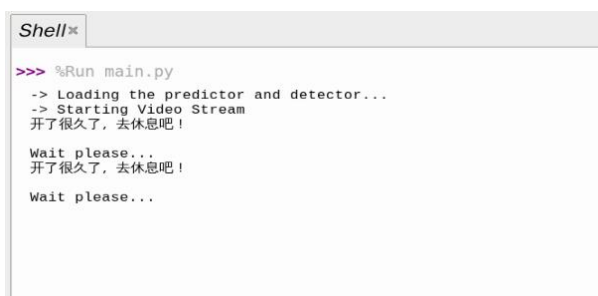 Shell
>>> %Run main.py
-> Loading the predictor and detector...
-> Starting Video Stream
开了很久了, 去休息吧！
Wait please...
开了很久了, 去休息吧！
Wait please...